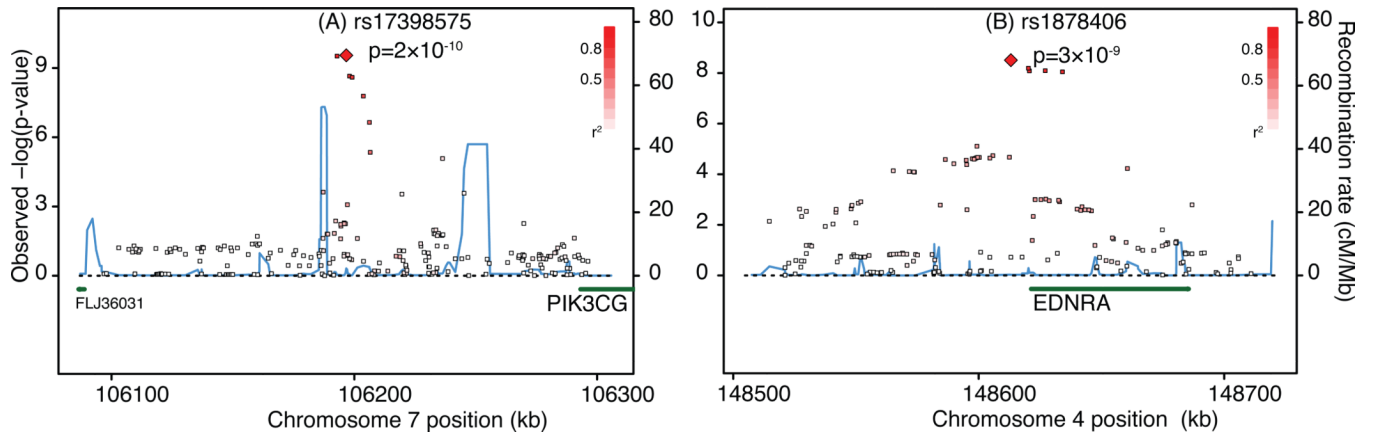 (A) rs17398575
p=2×10-10
Observed –log(p-value)
9
6
3
0
80
60
40
20
0
0.8
0.5
r2
FLJ36031
PIK3CG
106100
106200
106300
Chromosome 7 position (kb)
(B) rs1878406
p=3×10-9
10
8
6
4
2
0
80
60
40
20
0
0.8
0.5
r2
Recombination rate (cM/Mb)
EDNRA
148500
148600
148700
Chromosome 4 position (kb)